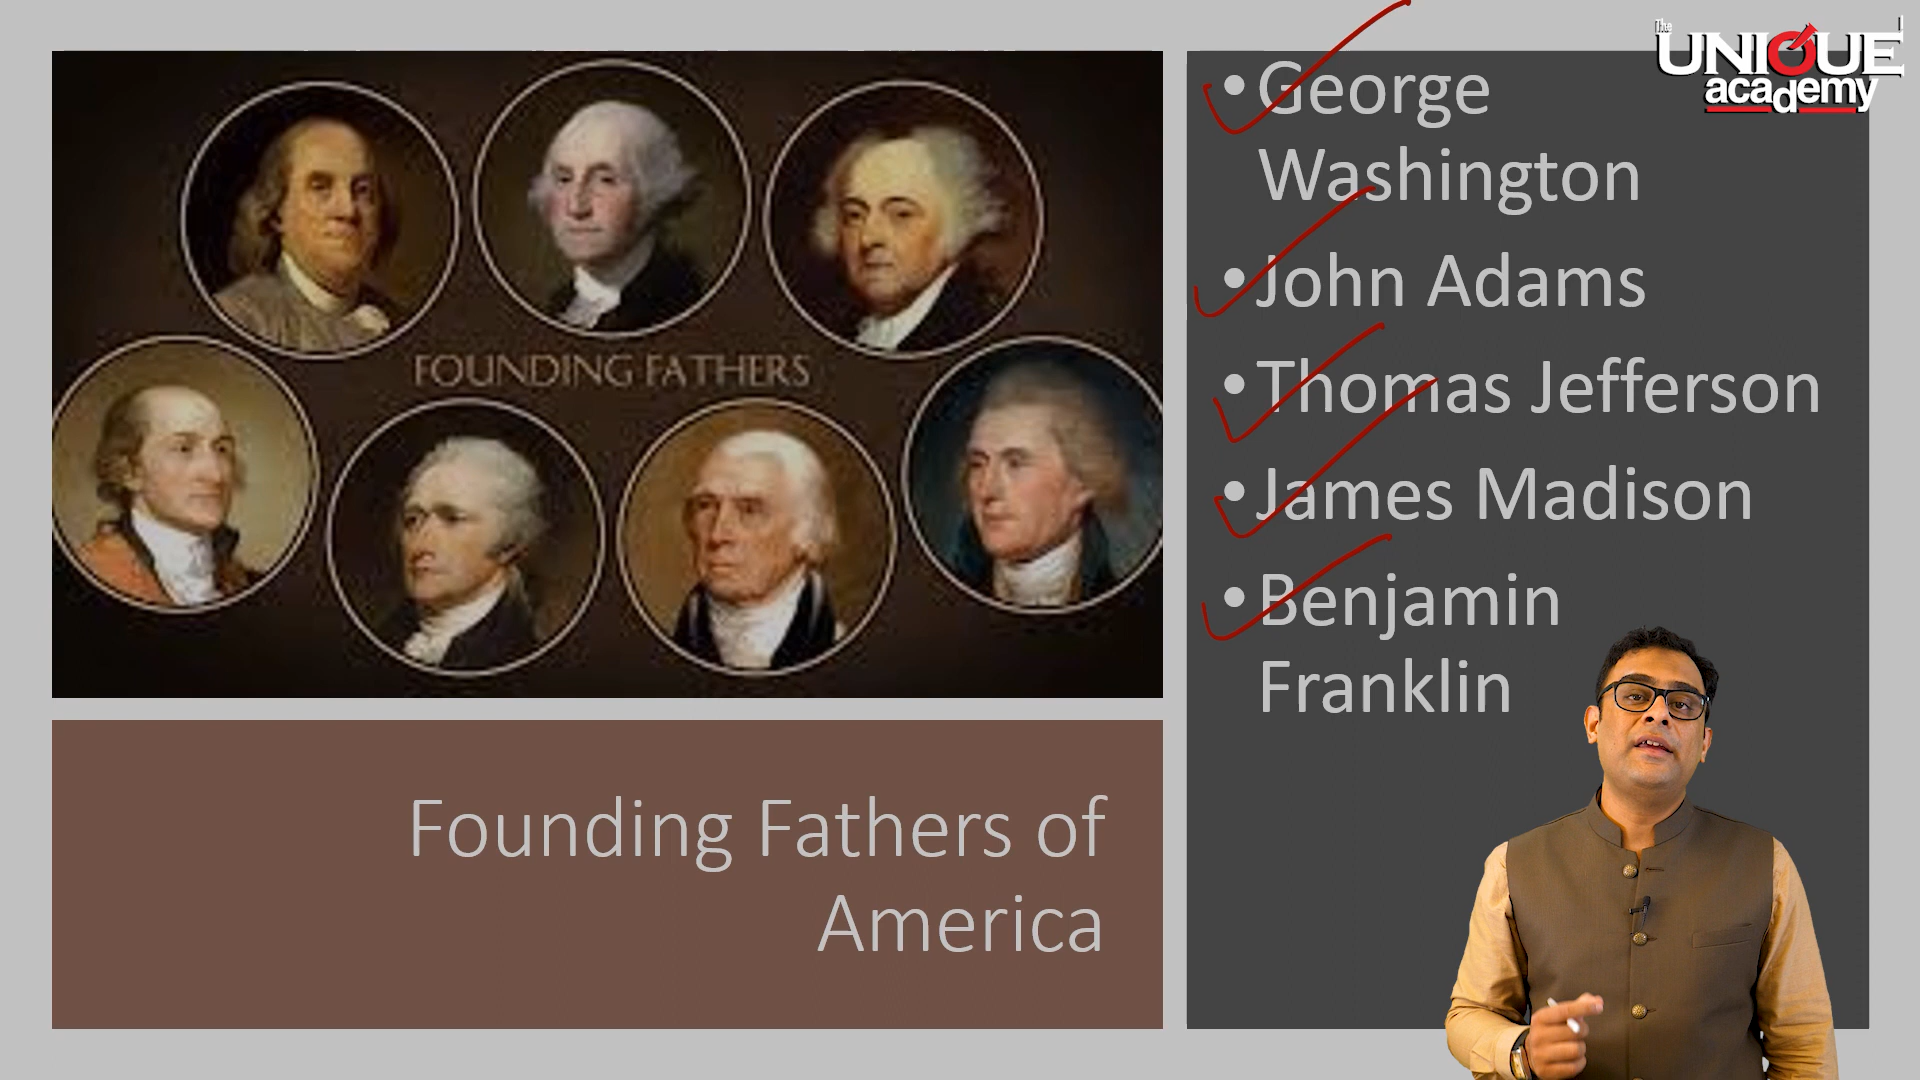 The
UNIQUE
academy
FOUNDING FATHERS
Founding Fathers of
America
•George
Washington
•John Adams
•Thomas Jefferson
•James Madison
•Benjamin
Franklin